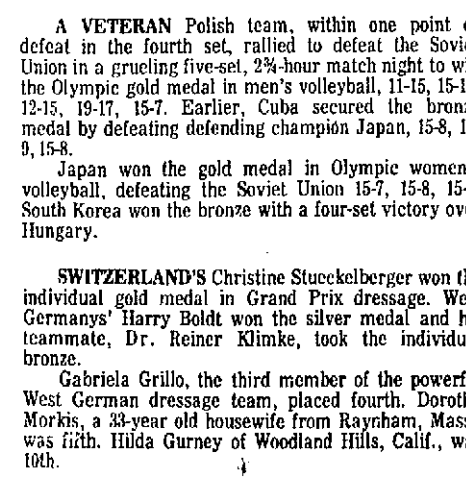 A VETERAN Polish team, within one point
defeat in the fourth set, rallied to defeat the Sovi
Union in a grueling five-set, 2¾-hour match night to wi
the Olympic gold medal in men's volleyball, 11-15, 15-1
12-15, 19-17, 15-7. Earlier, Cuba secured the bron
medal by defeating defending champion Japan, 15-8, 1
9, 15-8.
Japan won the gold medal in Olympic women
volleyball, defeating the Soviet Union 15-7, 15-8, 15-
South Korea won the bronze with a four-set victory ov
Hungary.
SWITZERLAND'S Christine Stueckelberger won t
individual gold medal in Grand Prix dressage. We
Germanys' Harry Boldt won the silver medal and h
teammate, Dr. Reiner Klimke, took the individu
bronze.
Gabriela Grillo, the third member of the powerf
West German dressage team, placed fourth. Doroth
Morkis, a 33-year old housewife from Raynham, Mass
was fifth. Hilda Gurney of Woodland Hills, Calif., wa
10th.